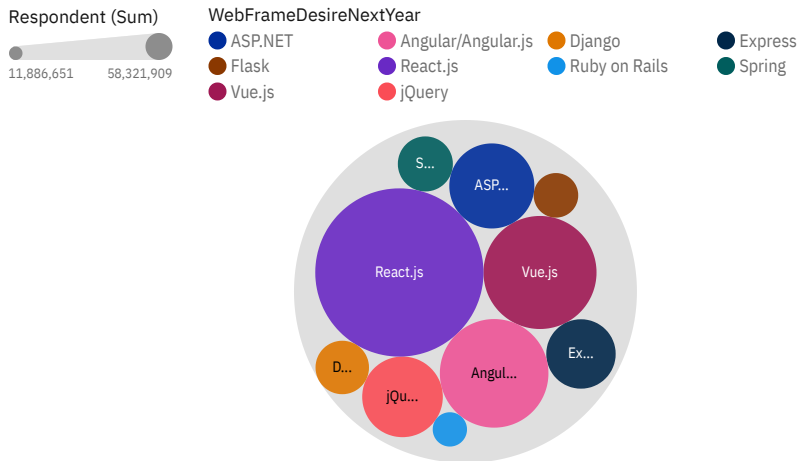 Respondent (Sum)
11,886,651 58,321,909
WebFrameDesireNextYear
ASP.NET Angular/Angular.js Django Express
Flask React.js Ruby on Rails Spring
Vue.js jQuery
S...
ASP...
React.js
Vue.js
Ex...
D...
Angul...
jQu...